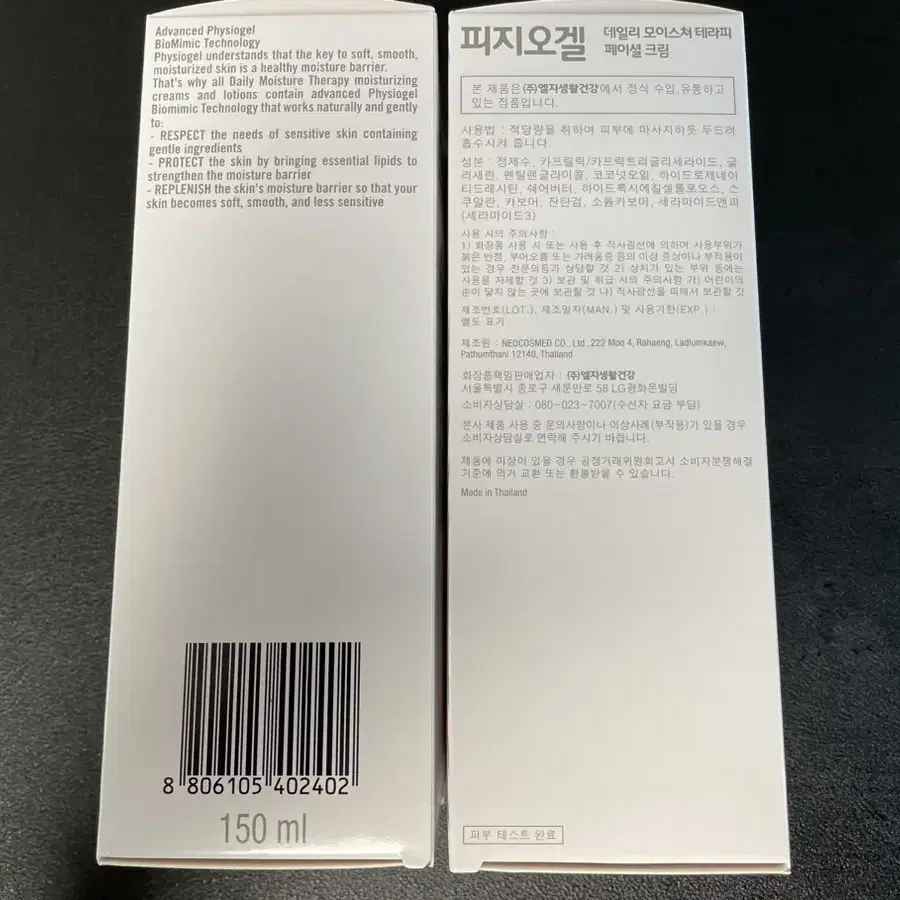 Advanced Physiogel
BioMimic Technology
Physiogel understands that the key to soft, smooth,
moisturized skin is a healthy moisture barrier.
That's why all Daily Moisture Therapy moisturizing
creams and lotions contain advanced Physiogel
Biomimic Technology that works naturally and gently
to:
- RESPECT the needs of sensitive skin containing
gentle ingredients
- PROTECT the skin by bringing essential lipids to
strengthen the moisture barrier
- REPLENISH the skin's moisture barrier so that your
skin becomes soft, smooth, and less sensitive
8 806105 402402
150 ml
피지오겔 데일리 모이스쳐 테라피
페이셜 크림
본 제품은 (주)엘지생활건강에서 정식 수입, 유통하고
있는 정품입니다.
사용법 : 적당량을 취하여 피부에 마사지하듯 두드려
흡수시켜 줍니다.
성분 : 정제수, 카프릴릭/카프릭트리글리세라이드, 글
리세린, 펜틸렌글라이콜, 코코넛오일, 하이드로제네이
티드레시틴, 쉐어버터, 하이드록시에칠셀룰로오스, 스
쿠알란, 카보머, 잔탄검, 소듐카보머, 세라마이드엔피
(세라마이드3)
사용 시의 주의사항 :
1) 화장품 사용 시 또는 사용 후 직사광선에 의하여 사용부위가
붉은 반점, 부어오름 또는 가려움증 등의 이상 증상이나 부작용이
있는 경우 전문의등과 상담할 것 2) 상처가 있는 부위 등에는
사용을 자제할 것 3) 보관 및 취급 시의 주의사항 가) 어린이의
손이 닿지 않는 곳에 보관할 것 나) 직사광선을 피해서 보관할 것
제조번호(LOT.), 제조일자(MAN.) 및 사용기한(EXP.) :
별도 표기
제조원 : NEOCOSMED CO., Ltd.,222 Moo 4, Rahaeng, Ladlumkaew,
Pathumthani 12140, Thailand
화장품책임판매업자 : (주)엘지생활건강
서울특별시 종로구 새문안로 58 LG광화문빌딩
소비자상담실 : 080-023-7007(수신자 요금 부담)
본사 제품 사용 중 문의사항이나 이상사례(부작용)가 있을 경우
소비자상담실로 연락해 주시기 바랍니다.
제품에 이상이 있을 경우 공정거래위원회고시 소비자분쟁해결
기준에 의거 교환 또는 환불받을 수 있습니다.
Made in Thailand
피부 테스트 완료